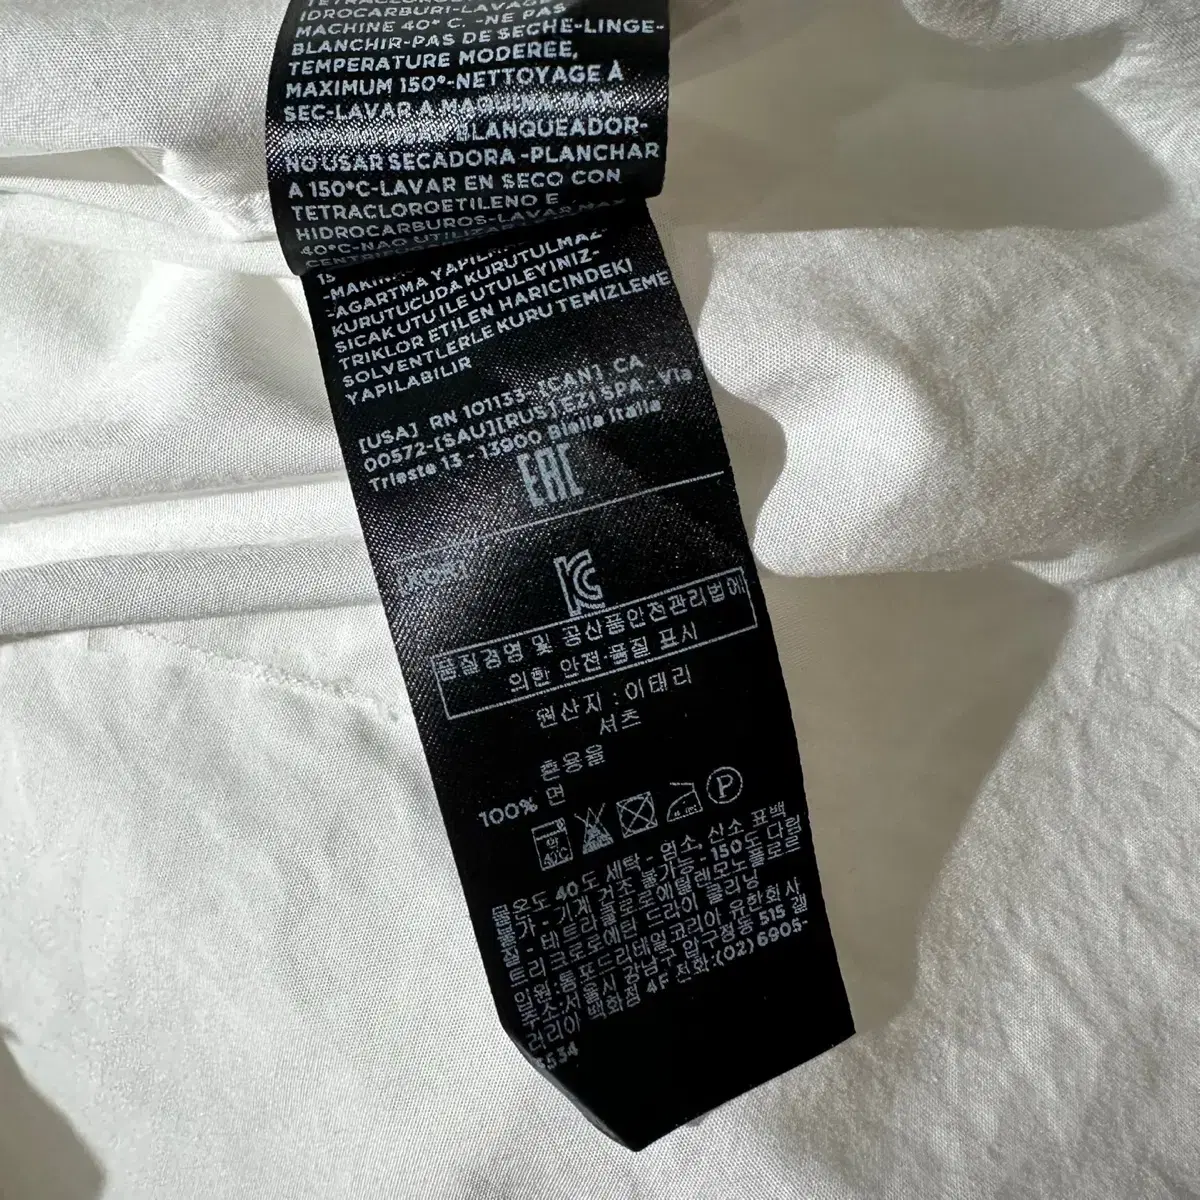 TETRACLOROE
IDROCARBURI-LAVAGE
MACHINE 40° C. -NE PAS
BLANCHIR-PAS DE SECHE-LINGE-
TEMPERATURE MODEREE,
MAXIMUM 150°-NETTOYAGE À
SEC-LAVAR A MAQUINA MAX
BLANQUEADOR-
NO USAR SECADORA -PLANCHAR
A 150°C-LAVAR EN SECO CON
TETRACLOROETILENO E
HIDROCARBUROS-LAVAR MAX
40°C-NAO UTILIZAR
CENTRIF
-AGARTMA YAPILMAZ-
KURUTUCUDA KURUTULMAZ-
SICAK UTU ILE UTULEYINIZ-
TRIKLOR ETILEN HARICINDEKI
SOLVENTLERLE KURU TEMIZLEME
YAPILABILIR
[USA] RN 101133-[CAN] CA
00572-[SAU][RUSTEZI SPA - Via
Trieste 13 - 13900 Biella Italia
EAC
KC
품질경영 및 공산품안전관리법에
의한 안전·품질 표시
원산지 : 이태리
셔츠
혼용율
100% 면
약 40°C P
온도 40도 세탁 - 염소, 산소 표백
불가 - 기계 건조 불가능 - 150도 다림
질 - 테트라클로로에틸렌모노플로르
트리크로로에탄 드라이 클리닝
입원:통포드리테일코리아 유한회사
주소:서울시 강남구 압구정동 515 갤
러리아 백화점 4F 전화:(02)6905-
3534